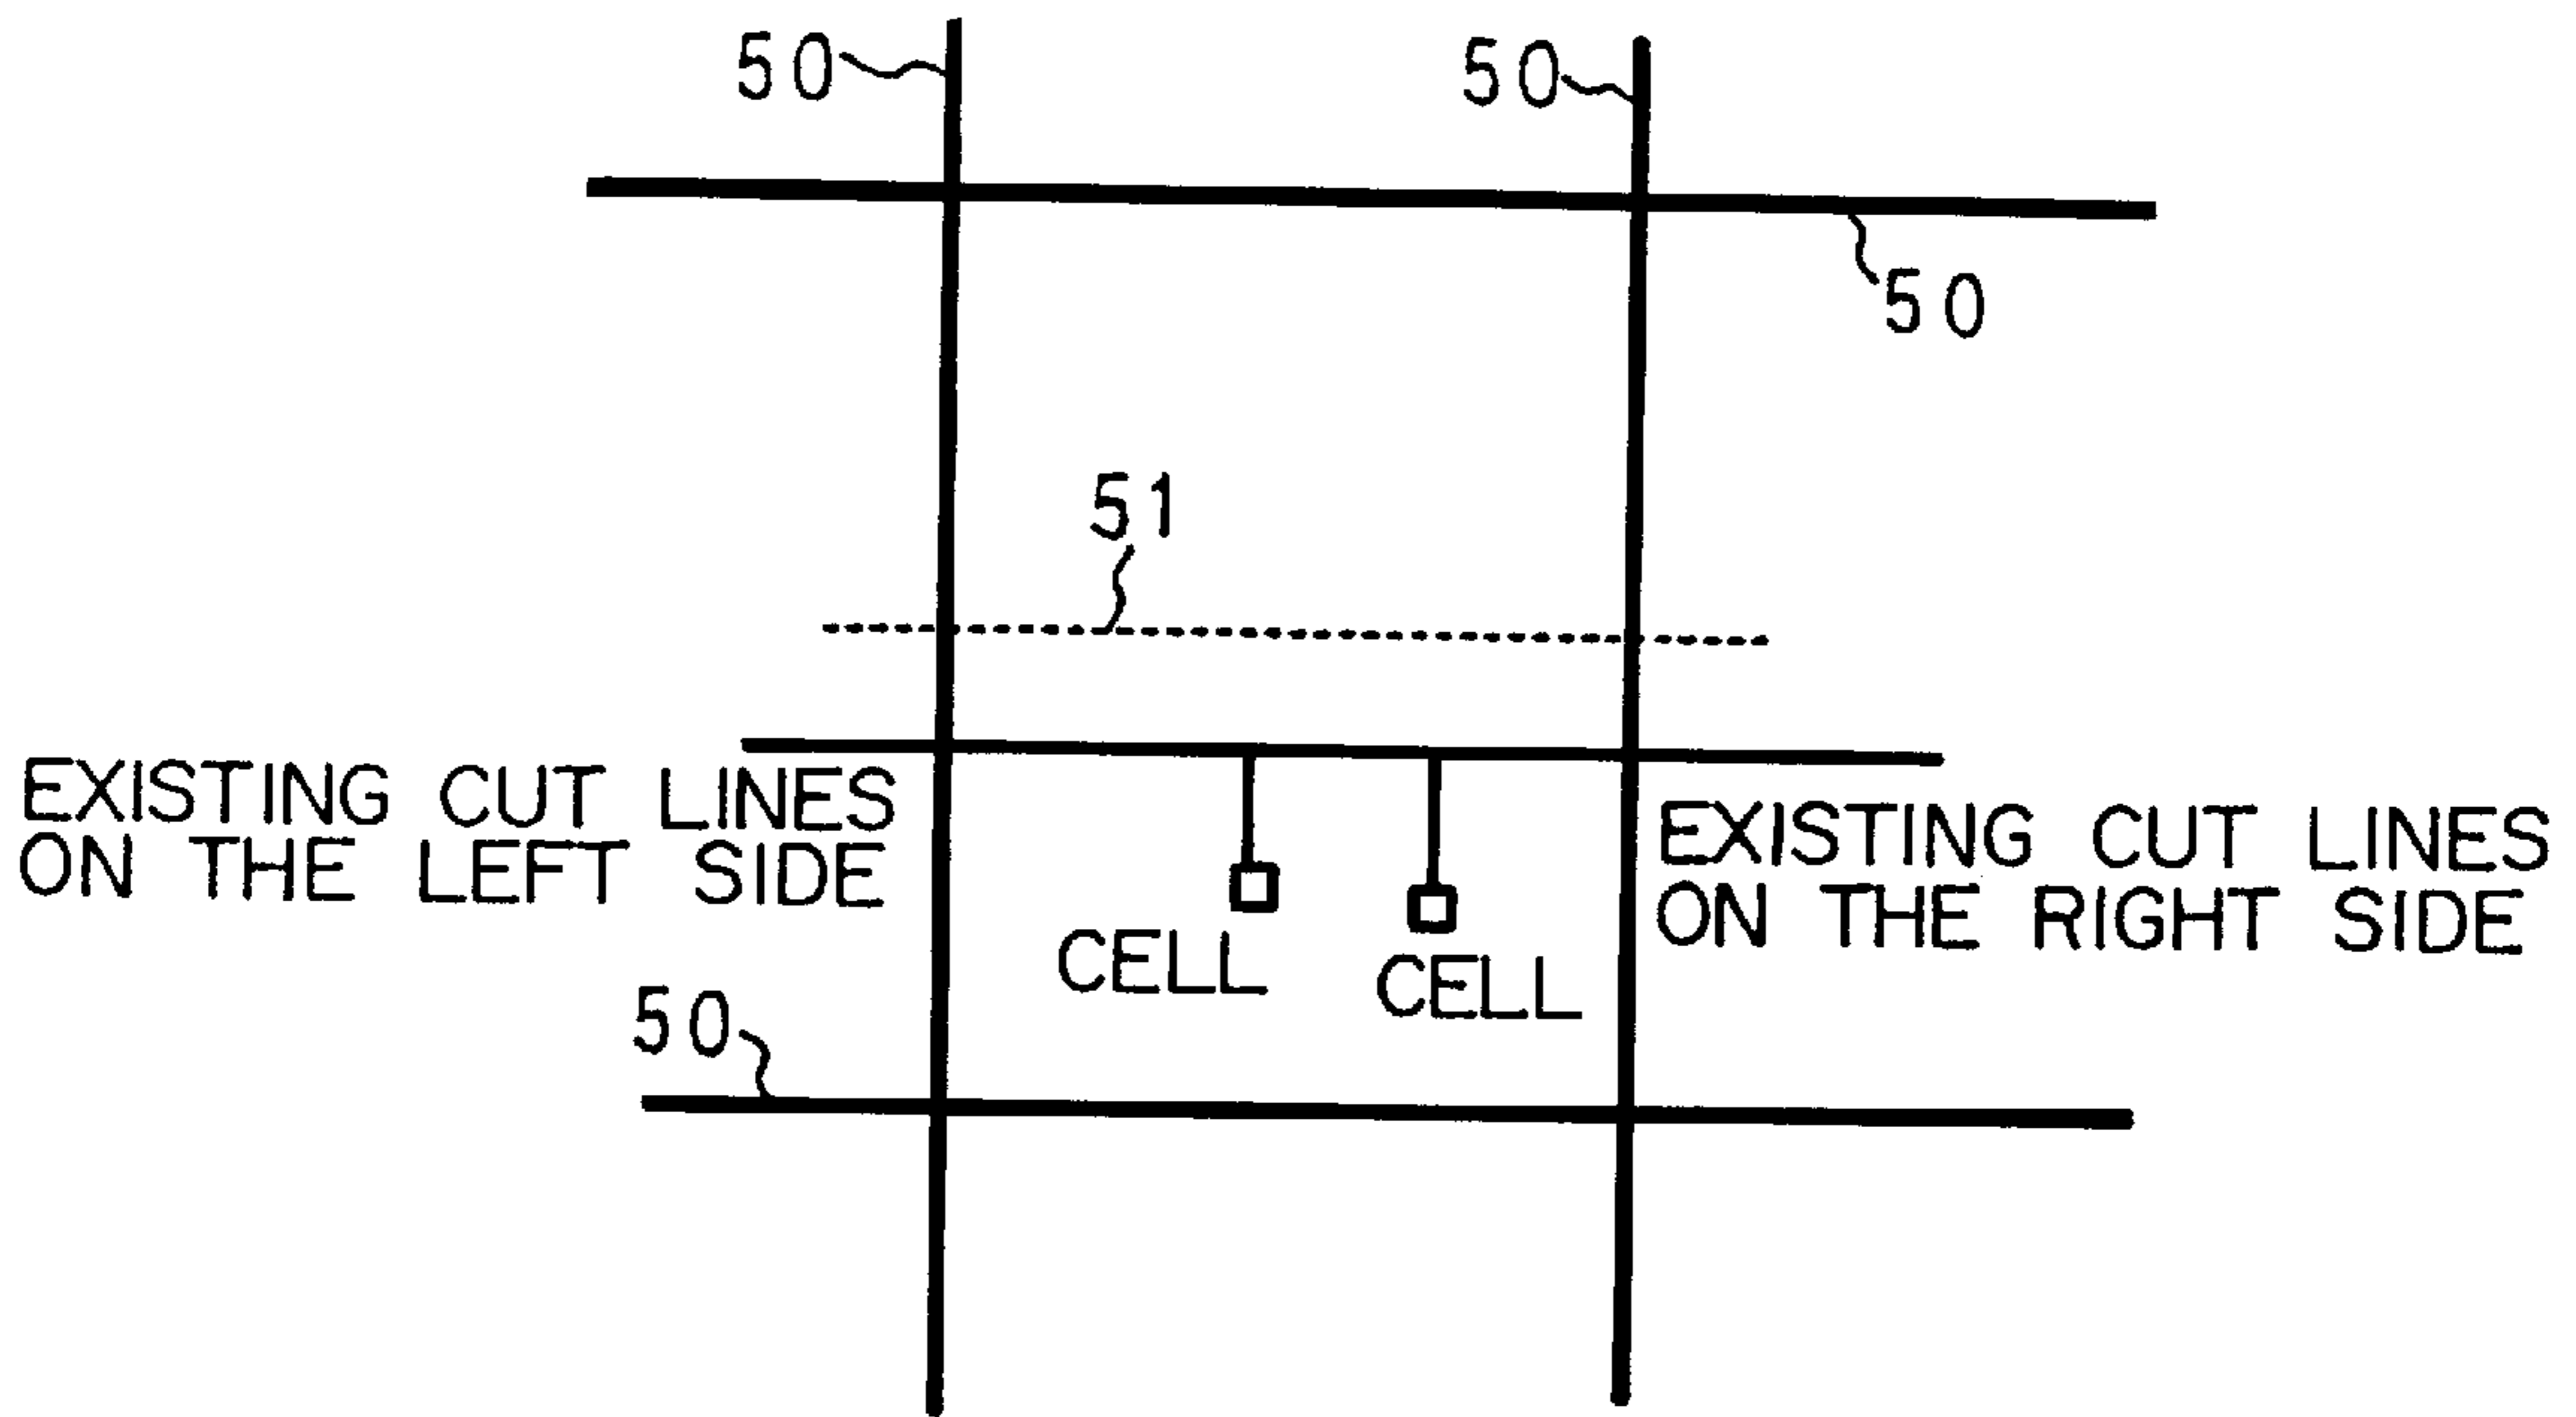 50
50
50
51
EXISTING CUT LINES
ON THE LEFT SIDE
EXISTING CUT LINES
ON THE RIGHT SIDE
CELL
CELL
50